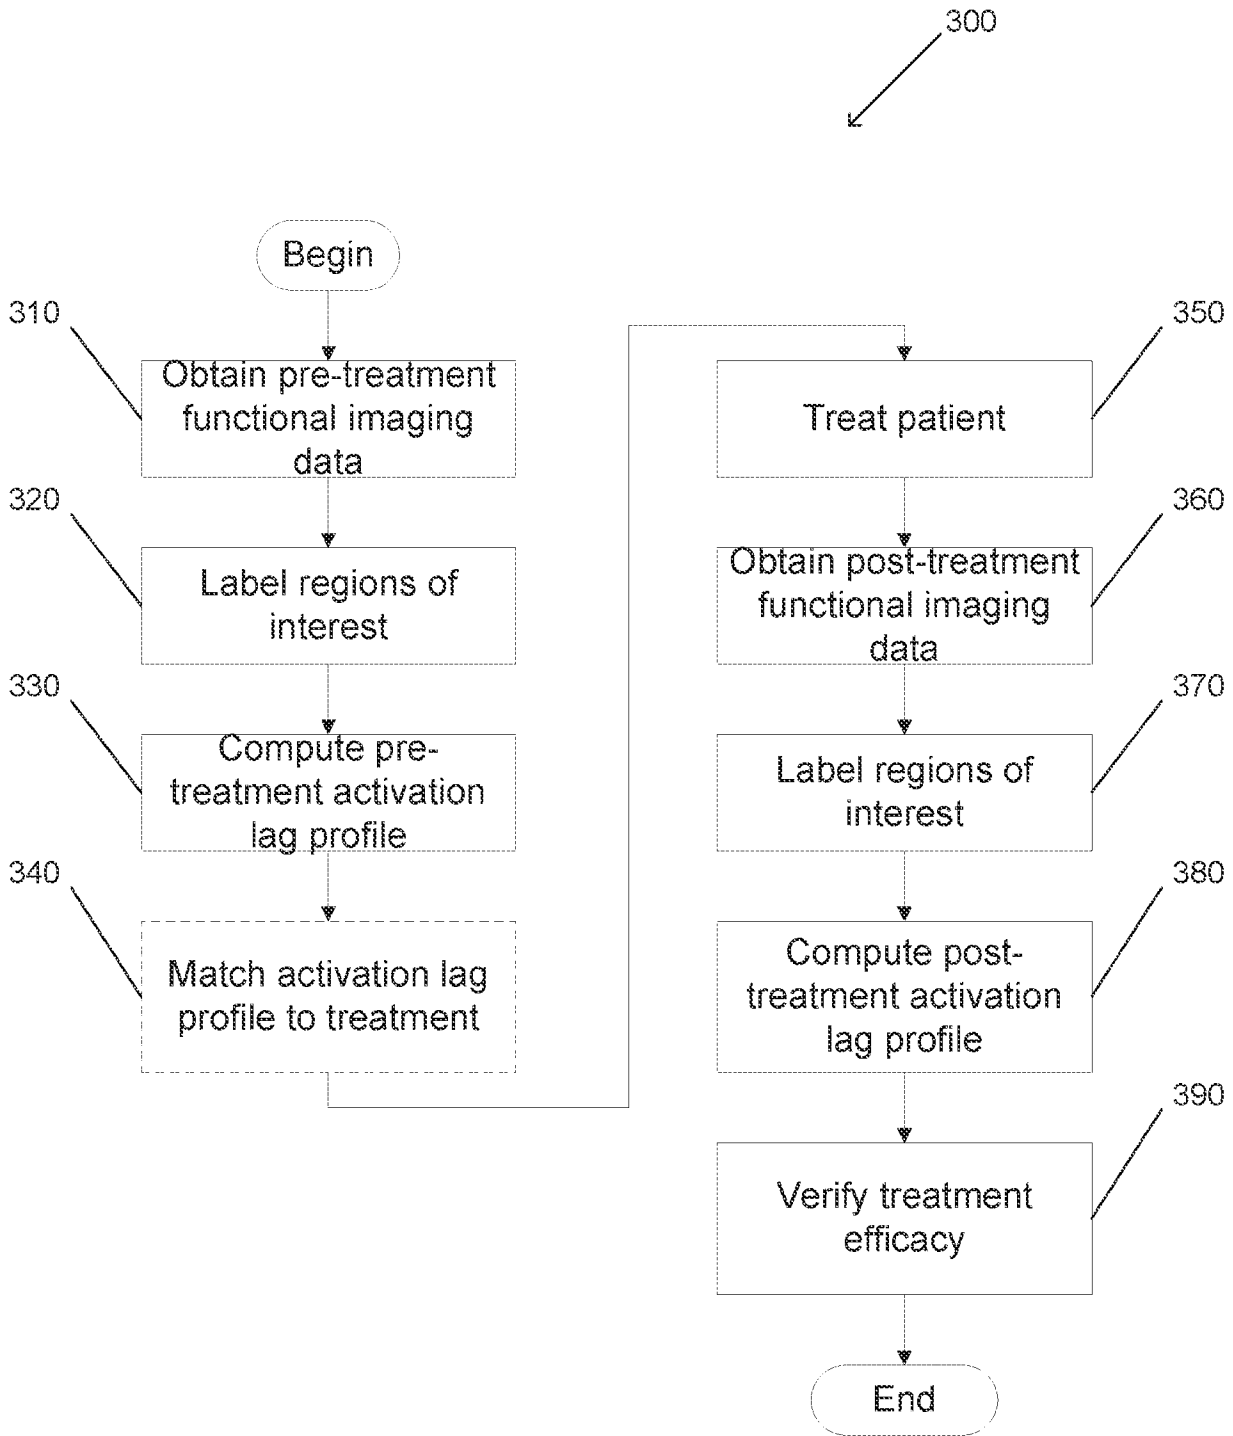 300
Begin
310
Obtain pre-treatment
functional imaging
data
320
Label regions of
interest
330
Compute pre-
treatment activation
lag profile
340
Match activation lag
profile to treatment
350
Treat patient
360
Obtain post-treatment
functional imaging
data
370
Label regions of
interest
380
Compute post-
treatment activation
lag profile
390
Verify treatment
efficacy
End